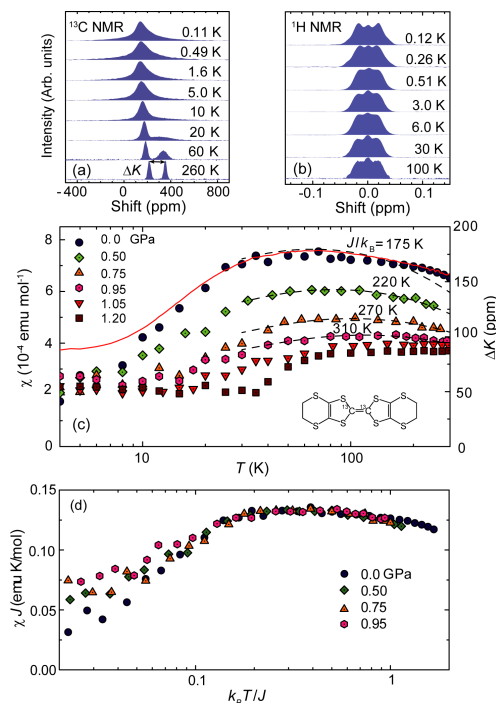 ¹³C NMR
0.11 K
0.49 K
1.6 K
5.0 K
10 K
20 K
60 K
ΔK
260 K
(a)
Intensity (Arb. units)
-400 0 400 800
Shift (ppm)
¹H NMR
0.12 K
0.26 K
0.51 K
3.0 K
6.0 K
30 K
100 K
(b)
-0.1 0.0 0.1
Shift (ppm)
8
6
4
2
0
χ (10⁻⁴ emu mol⁻¹)
0.0 GPa
0.50
0.75
0.95
1.05
1.20
J/k_B=175 K
220 K
270 K
310 K
200
150
100
50
0
ΔK (ppm)
S S S S
¹³C ¹³C
S S S S
(c)
10 100
T (K)
(d)
0.15
0.10
0.05
0.00
χ J (emu K/mol)
0.0 GPa
0.50
0.75
0.95
0.1 1
k_BT/J